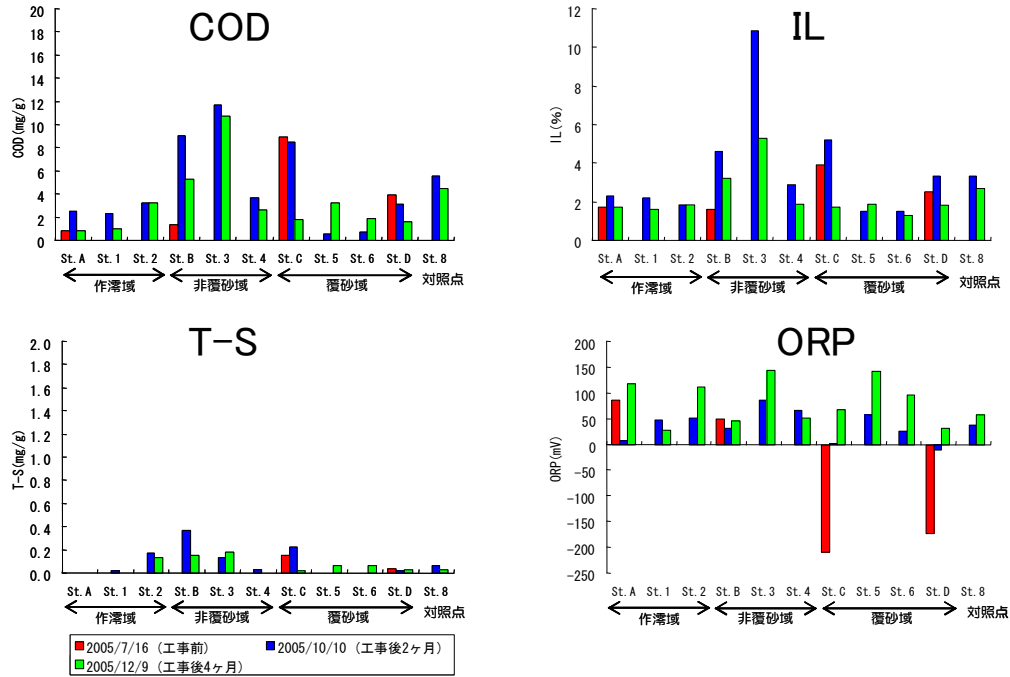 COD
20
18
16
14
12
10
8
6
4
2
0
COD(mg/g)
St. A St. 1 St. 2 St. B St. 3 St. 4 St. C St. 5 St. 6 St. D St. 8
作澪域 非覆砂域 覆砂域 対照点
IL
12
10
8
6
4
2
0
IL(%)
St. A St. 1 St. 2 St. B St. 3 St. 4 St. C St. 5 St. 6 St. D St. 8
作澪域 非覆砂域 覆砂域 対照点
T-S
2.0
1.8
1.6
1.4
1.2
1.0
0.8
0.6
0.4
0.2
0.0
T-S(mg/g)
St. A St. 1 St. 2 St. B St. 3 St. 4 St. C St. 5 St. 6 St. D St. 8
作澪域 非覆砂域 覆砂域 対照点
ORP
200
150
100
50
0
-50
-100
-150
-200
-250
ORP(mV)
St. A St. 1 St. 2 St. B St. 3 St. 4 St. C St. 5 St. 6 St. D St. 8
作澪域 非覆砂域 覆砂域 対照点
2005/7/16 (工事前) 2005/10/10 (工事後2ヶ月)
2005/12/9 (工事後4ヶ月)